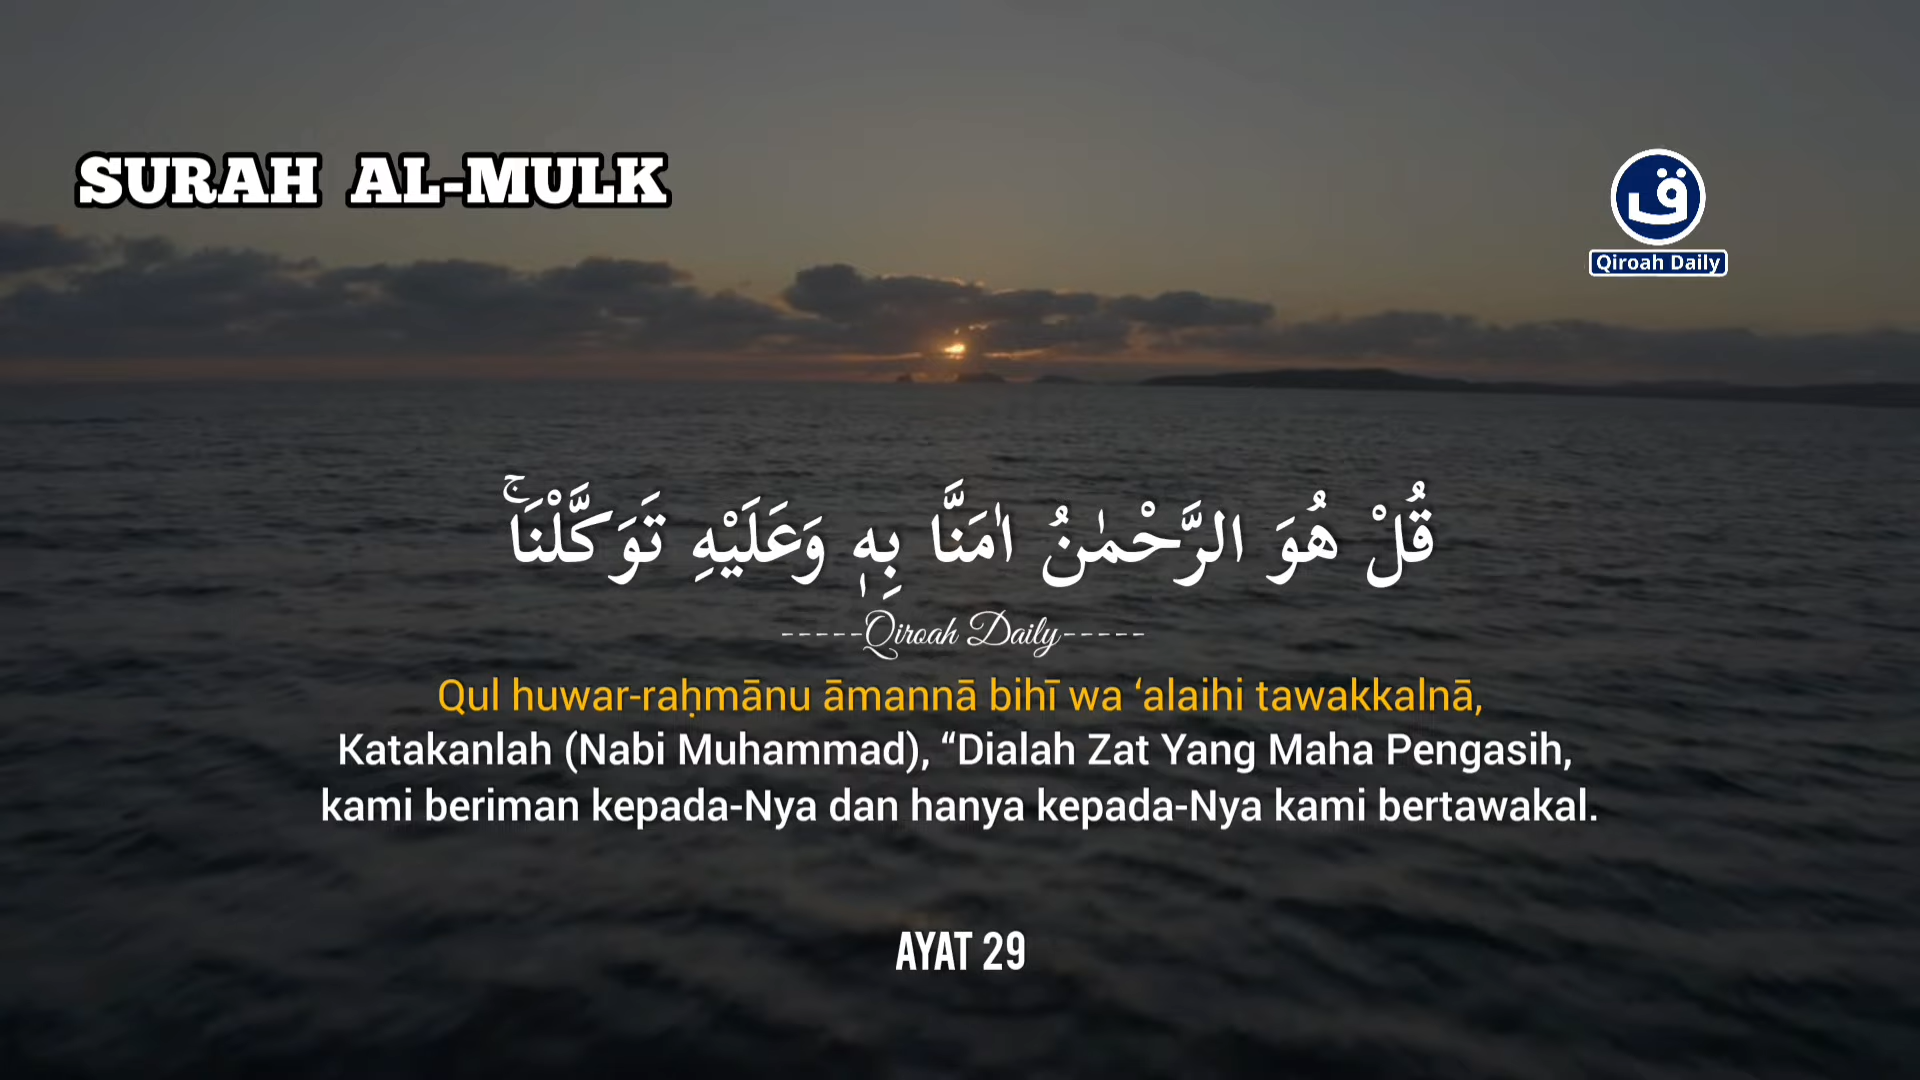 SURAH AL-MULK
ق
Qiroah Daily
قُلْ هُوَ الرَّحْمٰنُ اٰمَنَّا بِهٖ وَعَلَيْهِ تَوَكَّلْنَاۚ
-----Qiroah Daily-----
Qul huwar-raḥmānu āmannā bihī wa ‘alaihi tawakkalnā,
Katakanlah (Nabi Muhammad), “Dialah Zat Yang Maha Pengasih,
kami beriman kepada-Nya dan hanya kepada-Nya kami bertawakal.
AYAT 29